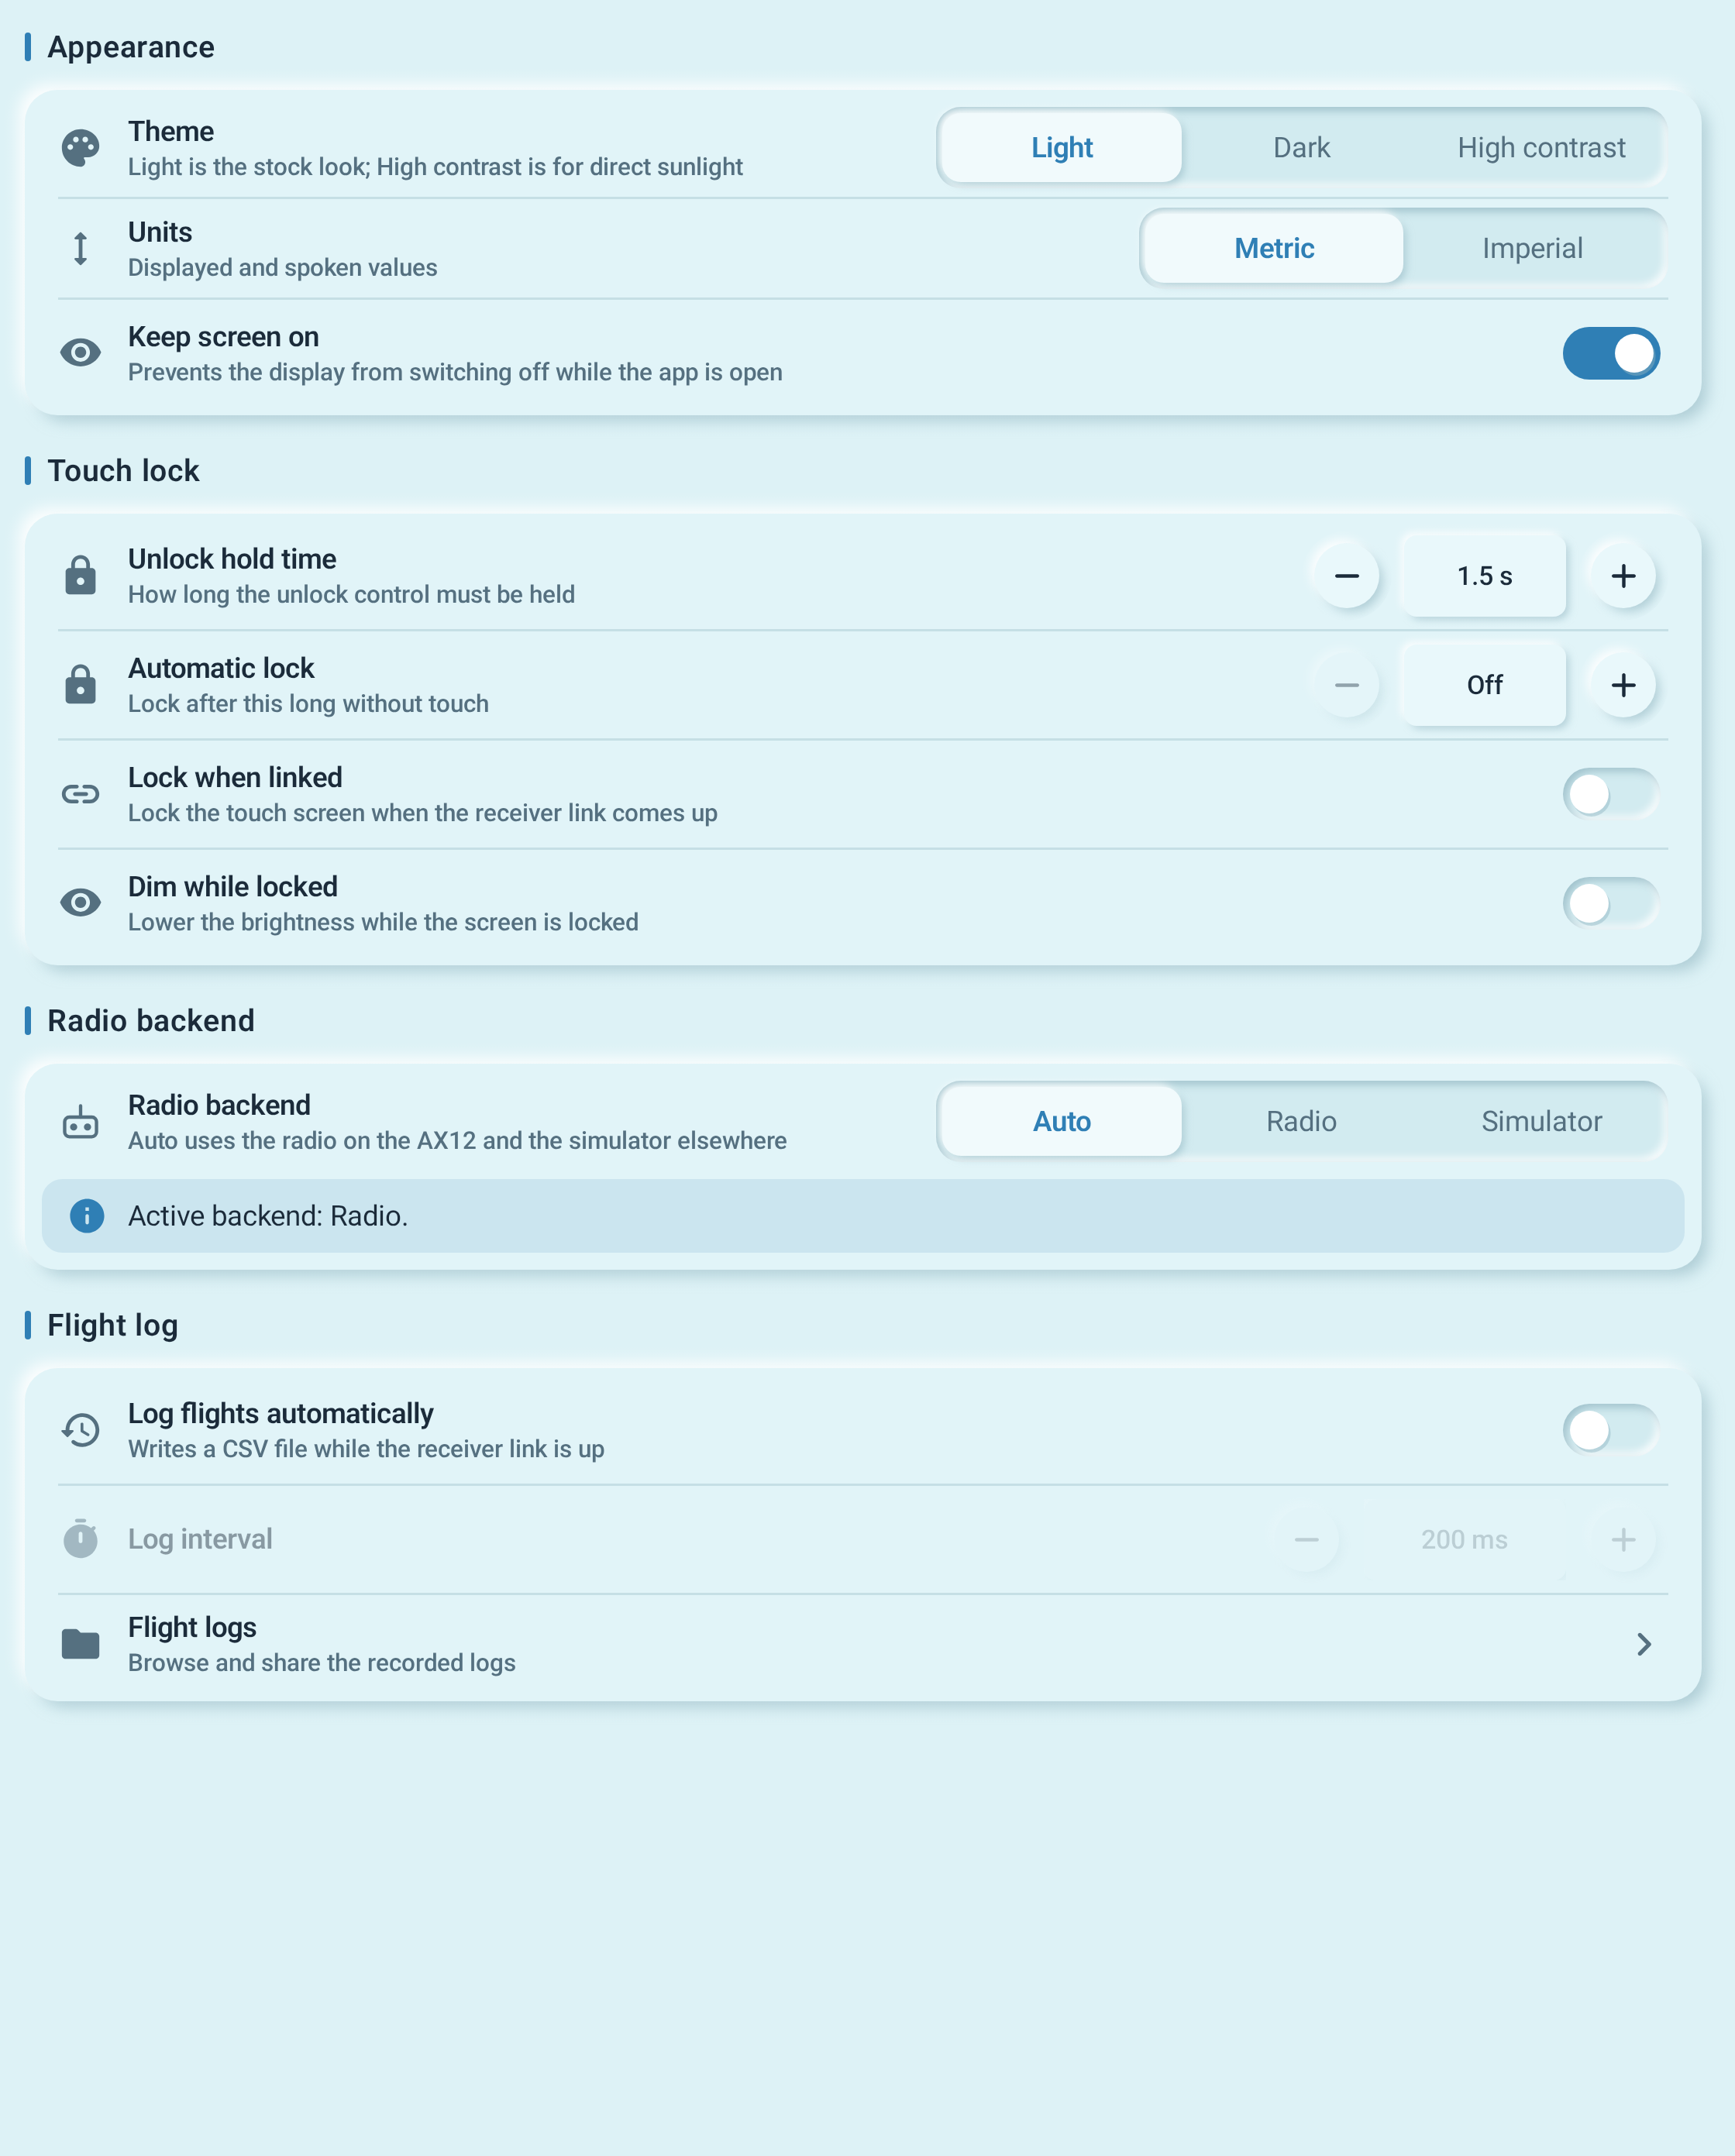 Appearance
Theme
Light is the stock look; High contrast is for direct sunlight
Light
Dark
High contrast
Units
Displayed and spoken values
Metric
Imperial
Keep screen on
Prevents the display from switching off while the app is open
Touch lock
Unlock hold time
How long the unlock control must be held
1.5 s
Automatic lock
Lock after this long without touch
Off
Lock when linked
Lock the touch screen when the receiver link comes up
Dim while locked
Lower the brightness while the screen is locked
Radio backend
Radio backend
Auto uses the radio on the AX12 and the simulator elsewhere
Auto
Radio
Simulator
Active backend: Radio.
Flight log
Log flights automatically
Writes a CSV file while the receiver link is up
Log interval
200 ms
Flight logs
Browse and share the recorded logs